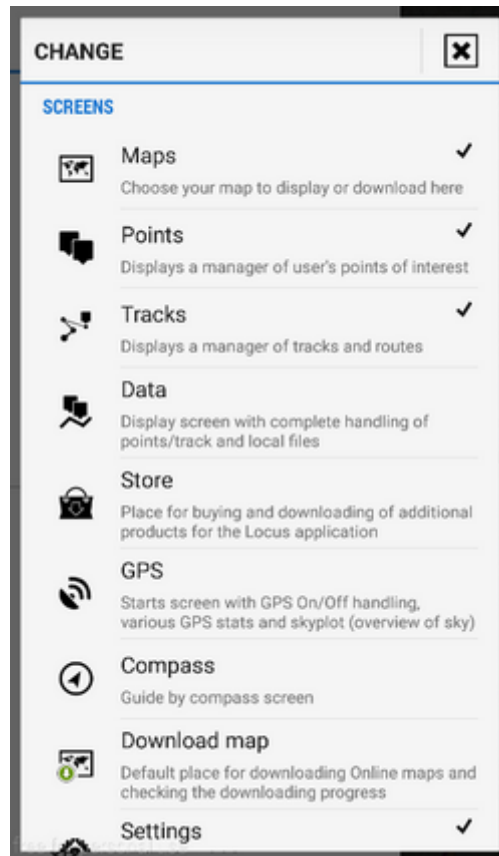 CHANGE
SCREENS
Maps
Choose your map to display or download here
Points
Displays a manager of user's points of interest
Tracks
Displays a manager of tracks and routes
Data
Display screen with complete handling of
points/track and local files
Store
Place for buying and downloading of additional
products for the Locus application
GPS
Starts screen with GPS On/Off handling,
various GPS stats and skyplot (overview of sky)
Compass
Guide by compass screen
Download map
Default place for downloading Online maps and
checking the downloading progress
Settings